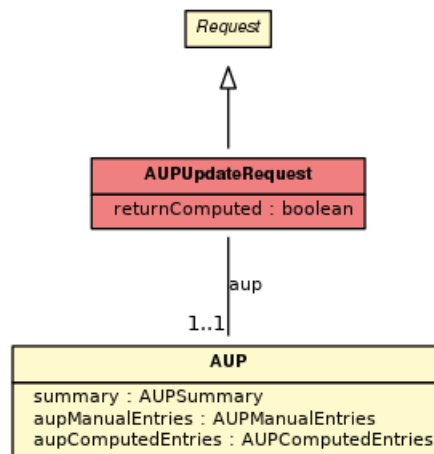 Request
AUPUpdateRequest
returnComputed : boolean
aup
1..1
AUP
summary : AUPSummary
aupManualEntries : AUPManualEntries
aupComputedEntries : AUPComputedEntries